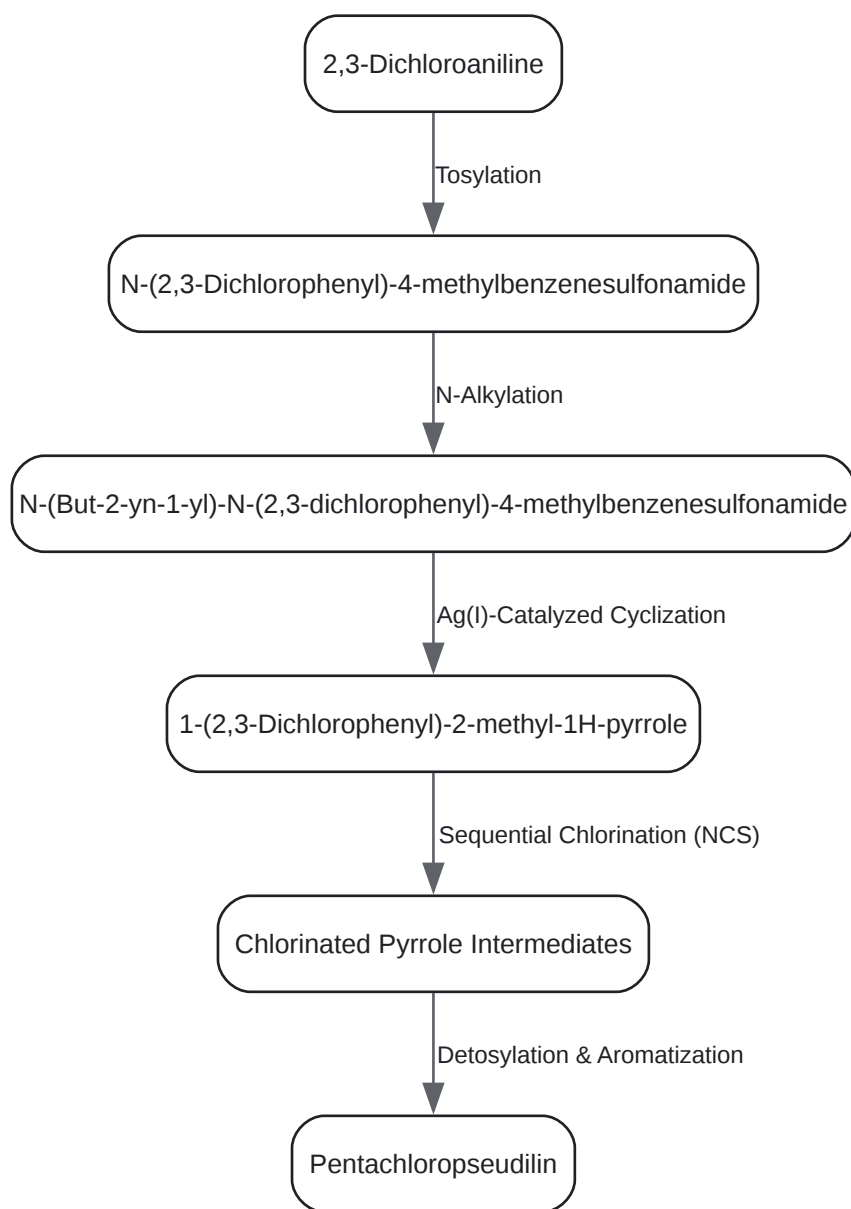 2,3-Dichloroaniline
Tosylation
N-(2,3-Dichlorophenyl)-4-methylbenzenesulfonamide
N-Alkylation
N-(But-2-yn-1-yl)-N-(2,3-dichlorophenyl)-4-methylbenzenesulfonamide
Ag(I)-Catalyzed Cyclization
1-(2,3-Dichlorophenyl)-2-methyl-1H-pyrrole
Sequential Chlorination (NCS)
Chlorinated Pyrrole Intermediates
Detosylation & Aromatization
Pentachloropseudilin